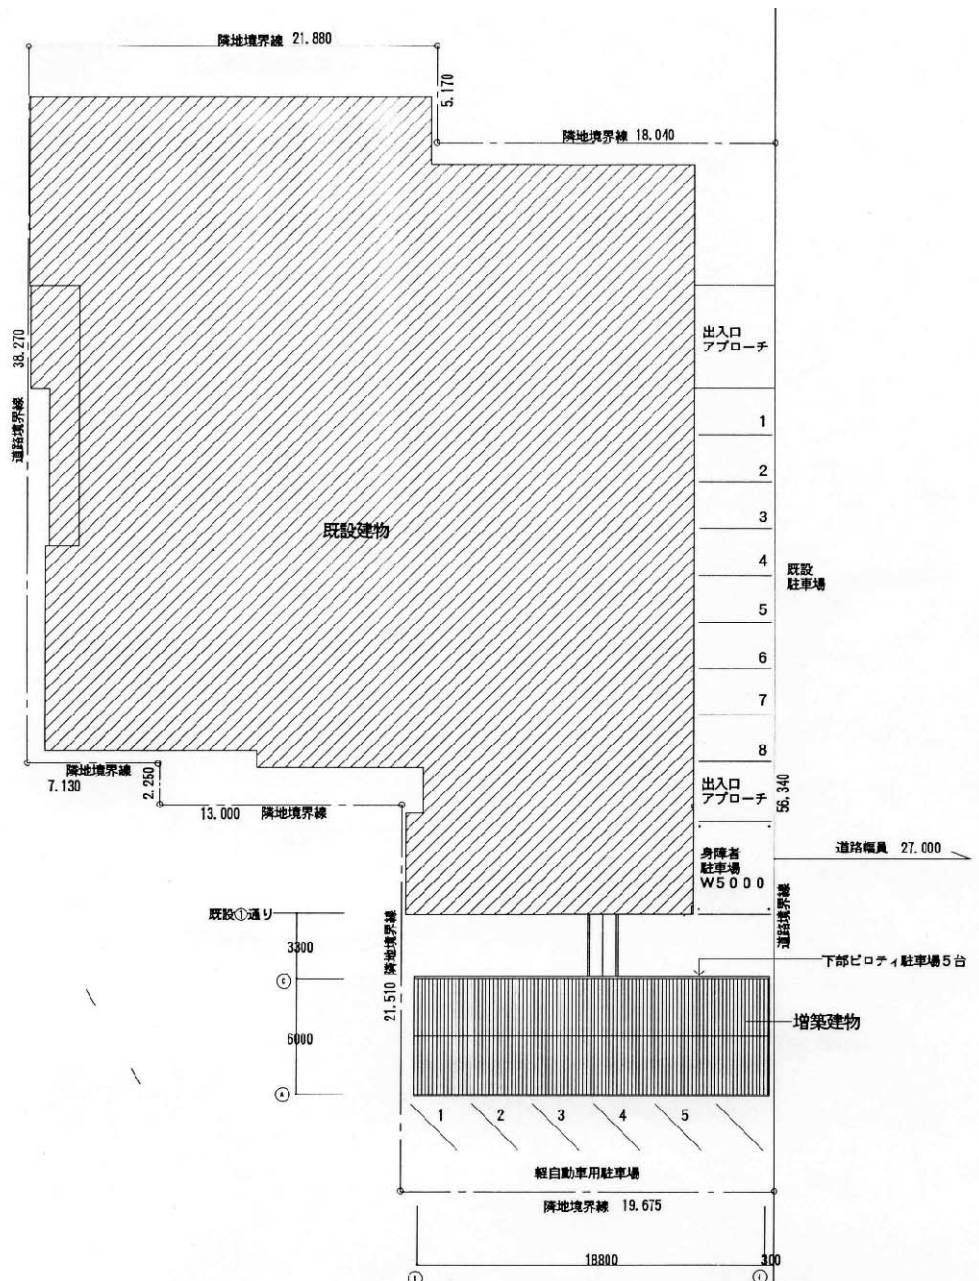 隣地境界線 21.880
5.170
隣地境界線 18.040
出入口
アプローチ
38.270
道路境界線
1
2
3
4
5
6
7
8
既設建物
既設
駐車場
隣地境界線
7.130
2.250
13.000 隣地境界線
出入口
アプローチ
56.340
身障者
駐車場
W5000
道路幅員 27.000
道路境界線
既設①通り
3300
C
6000
A
21.510 隣地境界線
下部ピロティ駐車場5台
増築建物
1
2
3
4
5
軽自動車用駐車場
隣地境界線 19.675
18800
300